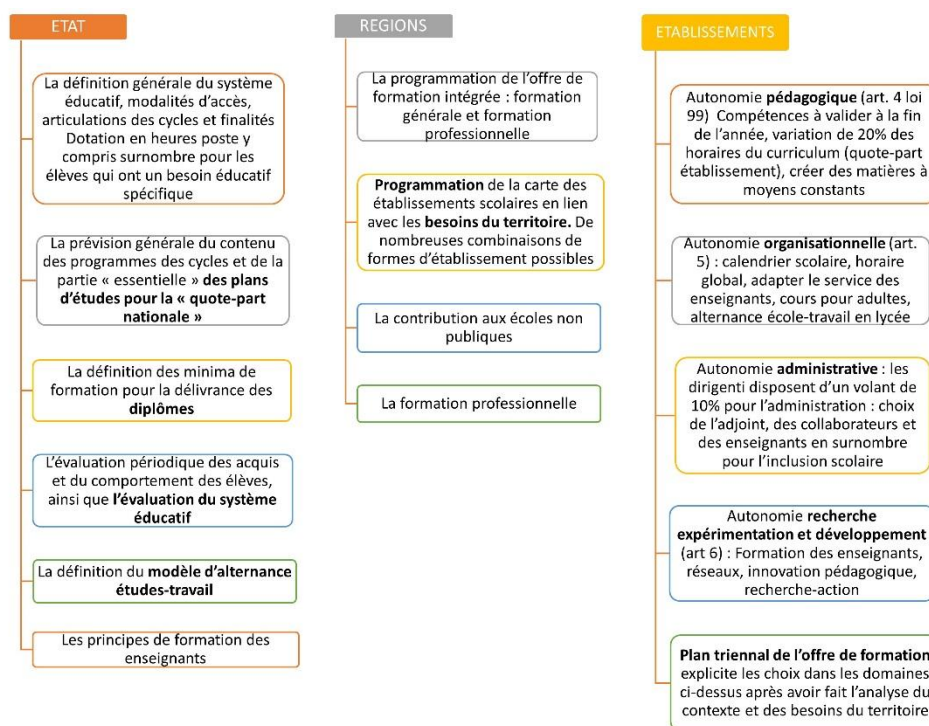 ETAT
La définition générale du système
éducatif, modalités d'accès,
articulations des cycles et finalités
Dotation en heures poste y
compris surnombre pour les
élèves qui ont un besoin éducatif
spécifique
La prévision générale du contenu
des programmes des cycles et de la
partie « essentielle » des plans
d'études pour la « quote-part
nationale »
La définition des minima de
formation pour la délivrance des
diplômes
L'évaluation périodique des acquis
et du comportement des élèves,
ainsi que l'évaluation du système
éducatif
La définition du modèle d'alternance
études-travail
Les principes de formation des
enseignants
REGIONS
La programmation de l'offre de
formation intégrée : formation
générale et formation
professionnelle
Programmation de la carte des
établissements scolaires en lien
avec les besoins du territoire. De
nombreuses combinaisons de
formes d'établissement possibles
La contribution aux écoles non
publiques
La formation professionnelle
ETABLISSEMENTS
Autonomie pédagogique (art. 4 loi
99) Compétences à valider à la fin
de l'année, variation de 20% des
horaires du curriculum (quote-part
établissement), créer des matières à
moyens constants
Autonomie organisationnelle (art.
5) : calendrier scolaire, horaire
global, adapter le service des
enseignants, cours pour adultes,
alternance école-travail en lycée
Autonomie administrative : les
dirigenti disposent d'un volant de
10% pour l'administration : choix
de l'adjoint, des collaborateurs et
des enseignants en surnombre
pour l'inclusion scolaire
Autonomie recherche
expérimentation et développement
(art 6) : Formation des enseignants,
réseaux, innovation pédagogique,
recherche-action
Plan triennal de l'offre de formation
explicite les choix dans les domaines
ci-dessus après avoir fait l'analyse du
contexte et des besoins du territoire